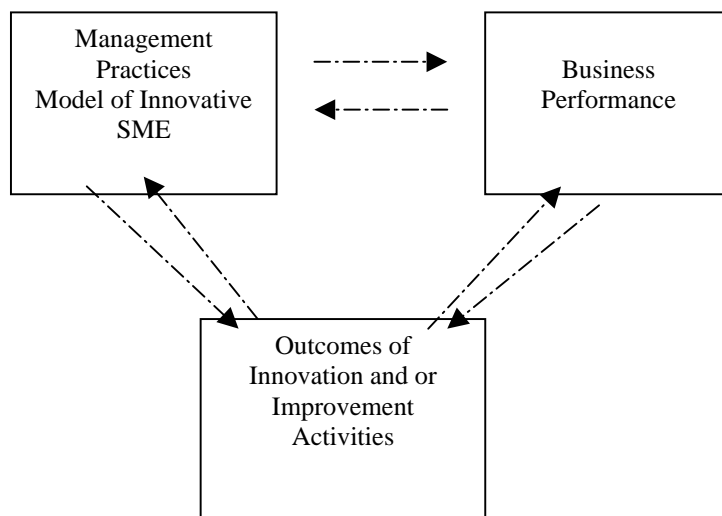 Management
Practices
Model of Innovative
SME
Business
Performance
Outcomes of
Innovation and or
Improvement
Activities